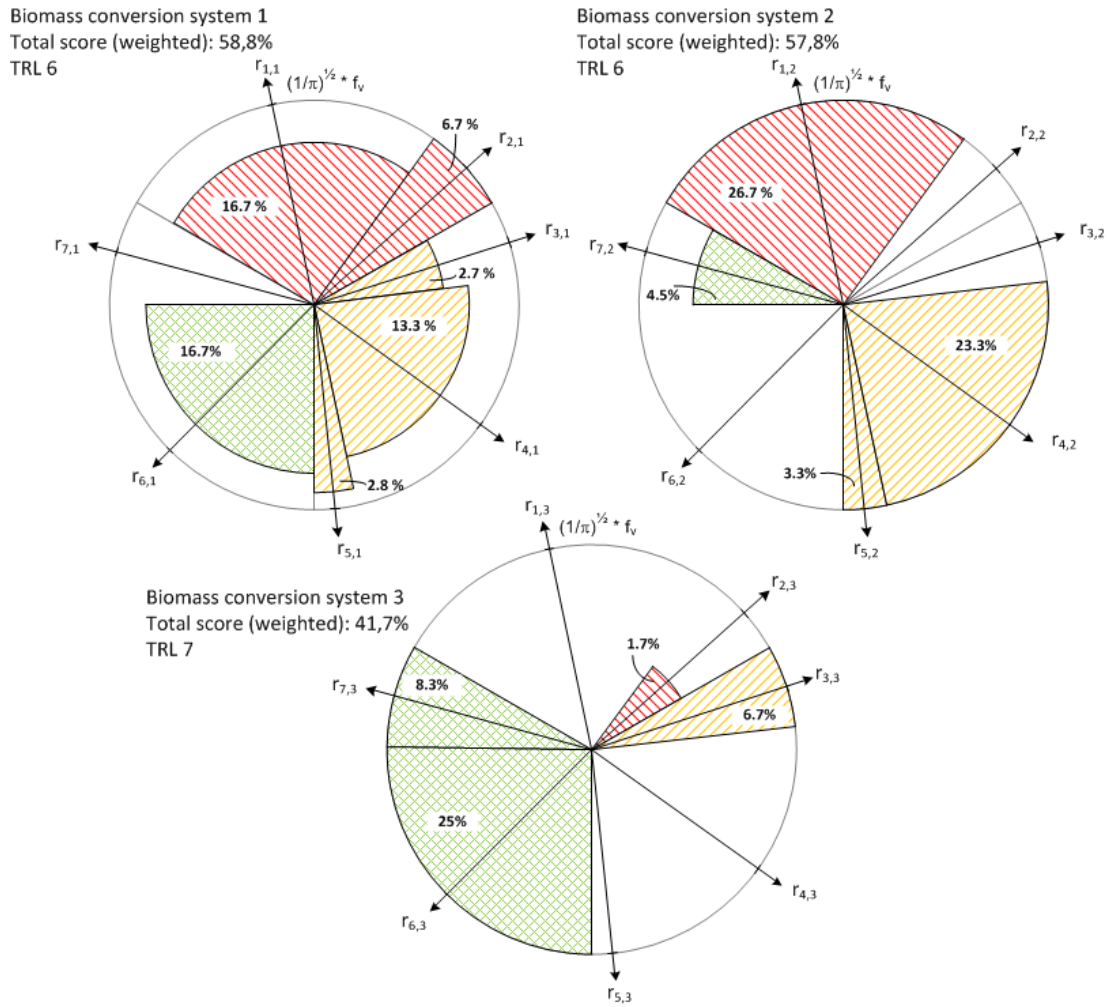 Biomass conversion system 1
Total score (weighted): 58,8%
TRL 6
r1,1
(1/π)^½ * fv
6.7 %
r2,1
16.7 %
r3,1
r7,1
2.7 %
13.3 %
16.7%
r4,1
r6,1
2.8 %
r5,1
Biomass conversion system 2
Total score (weighted): 57,8%
TRL 6
r1,2
(1/π)^½ * fv
r2,2
26.7 %
r3,2
r7,2
4.5%
23.3%
r4,2
r6,2
3.3%
r5,2
Biomass conversion system 3
Total score (weighted): 41,7%
TRL 7
r1,3
(1/π)^½ * fv
r2,3
1.7%
r3,3
8.3%
r7,3
6.7%
25%
r4,3
r6,3
r5,3